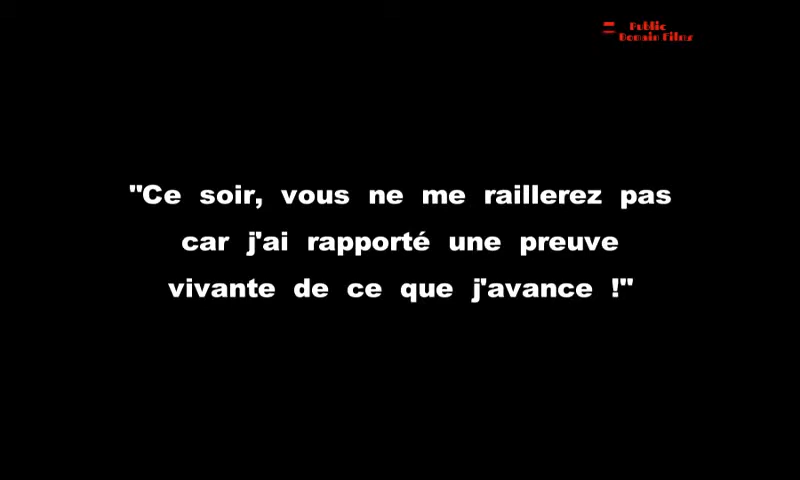 Public
Domain Films
"Ce soir, vous ne me raillerez pas
car j'ai rapporté une preuve
vivante de ce que j'avance !"